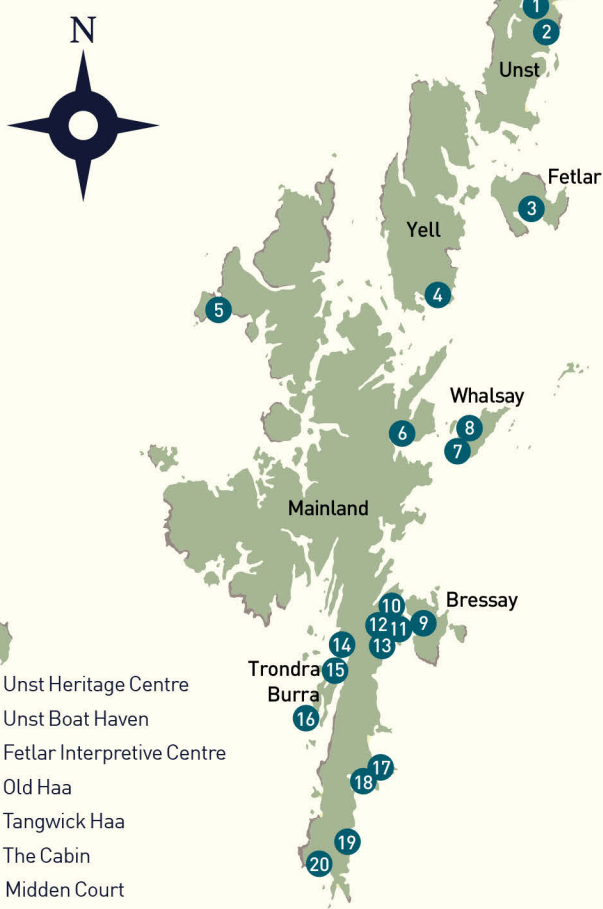 N
1
2
Unst
Fetlar
3
Yell
4
5
Whalsay
8
6
7
Mainland
Bressay
10
12
11
9
13
14
Trondra
15
Burra
16
17
18
19
20
Unst Heritage Centre
Unst Boat Haven
Fetlar Interpretive Centre
Old Haa
Tangwick Haa
The Cabin
Midden Court